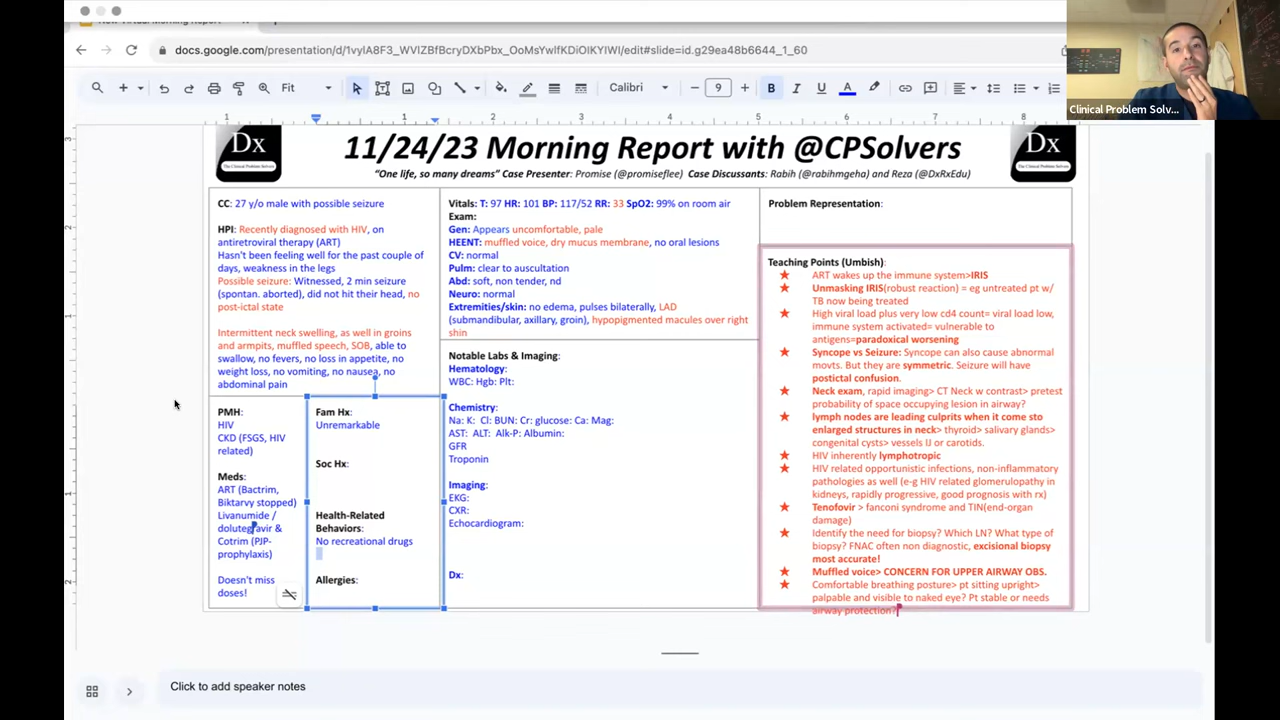 docs.google.com/presentation/d/1vylA8F3_WVlZBfBcryDXbPbx_OoMsYwlfKDiOlKYIWI/edit#slide=id.g29ea48b6644_1_60
Clinical Problem Solv...
Fit
Calibri
9
B
I
U
A
1
1
2
3
4
5
6
7
8
Dx
The Clinical Problem Solvers
11/24/23 Morning Report with @CPSolvers
Dx
The Clinical Problem Solvers
"One life, so many dreams" Case Presenter: Promise (@promiseflee) Case Discussants: Rabih (@rabihmgeha) and Reza (@DxRxEdu)
CC: 27 y/o male with possible seizure
HPI: Recently diagnosed with HIV, on
antiretroviral therapy (ART)
Hasn't been feeling well for the past couple of
days, weakness in the legs
Possible seizure: Witnessed, 2 min seizure
(spontan. aborted), did not hit their head, no
post-ictal state
Intermittent neck swelling, as well in groins
and armpits, muffled speech, SOB, able to
swallow, no fevers, no loss in appetite, no
weight loss, no vomiting, no nausea, no
abdominal pain
PMH:
HIV
CKD (FSGS, HIV
related)
Meds:
ART (Bactrim,
Biktarvy stopped)
Livanumide /
dolutegravir &
Cotrim (PJP-
prophylaxis)
Doesn't miss
doses!
Fam Hx:
Unremarkable
Soc Hx:
Health-Related
Behaviors:
No recreational drugs
Allergies:
Vitals: T: 97 HR: 101 BP: 117/52 RR: 33 SpO2: 99% on room air
Exam:
Gen: Appears uncomfortable, pale
HEENT: muffled voice, dry mucus membrane, no oral lesions
CV: normal
Pulm: clear to auscultation
Abd: soft, non tender, nd
Neuro: normal
Extremities/skin: no edema, pulses bilaterally, LAD
(submandibular, axillary, groin), hypopigmented macules over right
shin
Notable Labs & Imaging:
Hematology:
WBC: Hgb: Plt:
Chemistry:
Na: K: Cl: BUN: Cr: glucose: Ca: Mag:
AST: ALT: Alk-P: Albumin:
GFR
Troponin
Imaging:
EKG:
CXR:
Echocardiogram:
Dx:
Problem Representation:
Teaching Points (Umbish):
ART wakes up the immune system>IRIS
Unmasking IRIS(robust reaction) = eg untreated pt w/
TB now being treated
High viral load plus very low cd4 count= viral load low,
immune system activated= vulnerable to
antigens=paradoxical worsening
Syncope vs Seizure: Syncope can also cause abnormal
movts. But they are symmetric. Seizure will have
postictal confusion.
Neck exam, rapid imaging> CT Neck w contrast> pretest
probability of space occupying lesion in airway?
lymph nodes are leading culprits when it come sto
enlarged structures in neck> thyroid> salivary glands>
congenital cysts> vessels IJ or carotids.
HIV inherently lymphotropic
HIV related opportunistic infections, non-inflammatory
pathologies as well (e-g HIV related glomerulopathy in
kidneys, rapidly progressive, good prognosis with rx)
Tenofovir > fanconi syndrome and TIN(end-organ
damage)
Identify the need for biopsy? Which LN? What type of
biopsy? FNAC often non diagnostic, excisional biopsy
most accurate!
Muffled voice> CONCERN FOR UPPER AIRWAY OBS.
Comfortable breathing posture> pt sitting upright>
palpable and visible to naked eye? Pt stable or needs
airway protection?
Click to add speaker notes